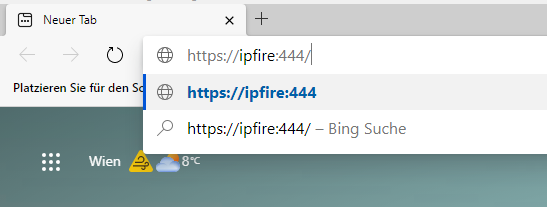 Neuer Tab
https://ipfire:444/
Platzieren Sie für den Sc
https://ipfire:444
https://ipfire:444/ – Bing Suche
Wien 8°C